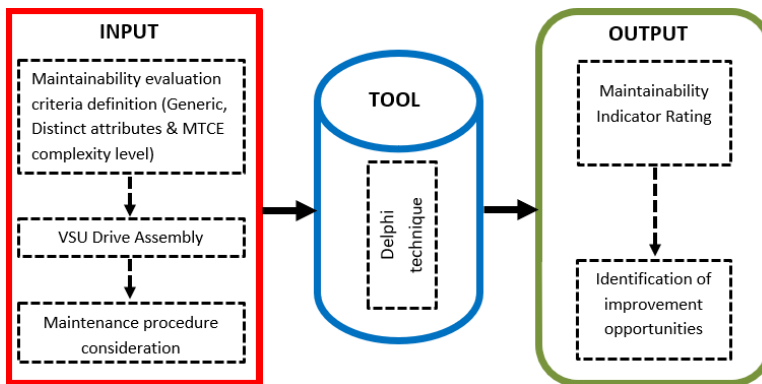 INPUT
Maintainability evaluation
criteria definition (Generic,
Distinct attributes & MTCE
complexity level)
VSU Drive Assembly
Maintenance procedure
consideration
TOOL
Delphi
technique
OUTPUT
Maintainability
Indicator Rating
Identification of
improvement
opportunities